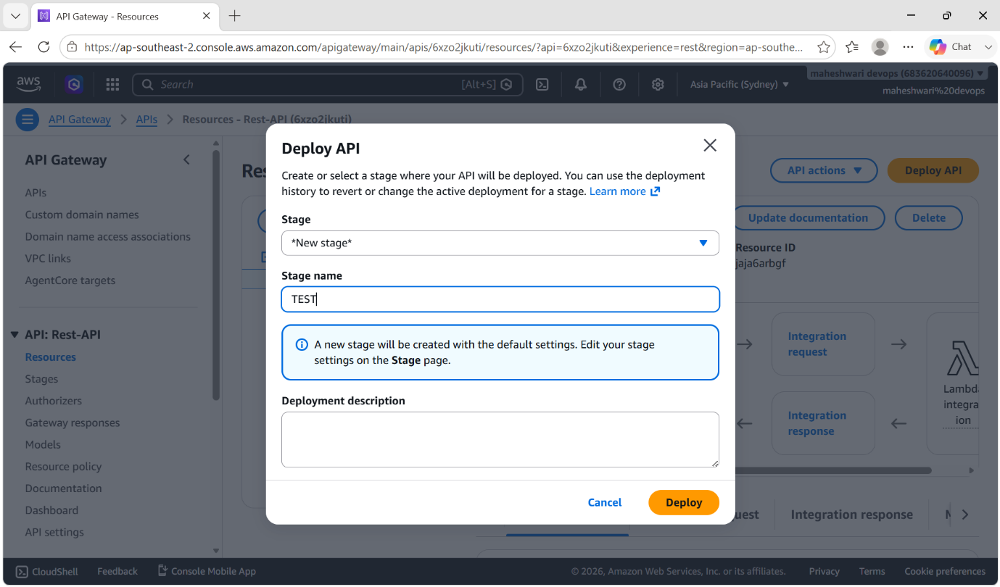 API Gateway - Resources
https://ap-southeast-2.console.aws.amazon.com/apigateway/main/apis/6xzo2jkuti/resources/?api=6xzo2jkuti&experience=rest&region=ap-southe...
Chat
aws
Search
[Alt+S]
Asia Pacific (Sydney)
maheshwari devops (683620640096)
maheshwari%20devops
API Gateway
APIs
Resources - Rest-API (6xzo2jkuti)
API Gateway
APIs
Custom domain names
Domain name access associations
VPC links
AgentCore targets
API: Rest-API
Resources
Stages
Authorizers
Gateway responses
Models
Resource policy
Documentation
Dashboard
API settings
API actions
Deploy API
Update documentation
Delete
Resource ID
jaja6arbgf
Integration
request
Integration
response
Lambda
integra
ion
Integration response
Deploy API
Create or select a stage where your API will be deployed. You can use the deployment
history to revert or change the active deployment for a stage. Learn more
Stage
*New stage*
Stage name
TEST
A new stage will be created with the default settings. Edit your stage
settings on the Stage page.
Deployment description
Cancel
Deploy
CloudShell
Feedback
Console Mobile App
© 2026, Amazon Web Services, Inc. or its affiliates.
Privacy
Terms
Cookie preferences